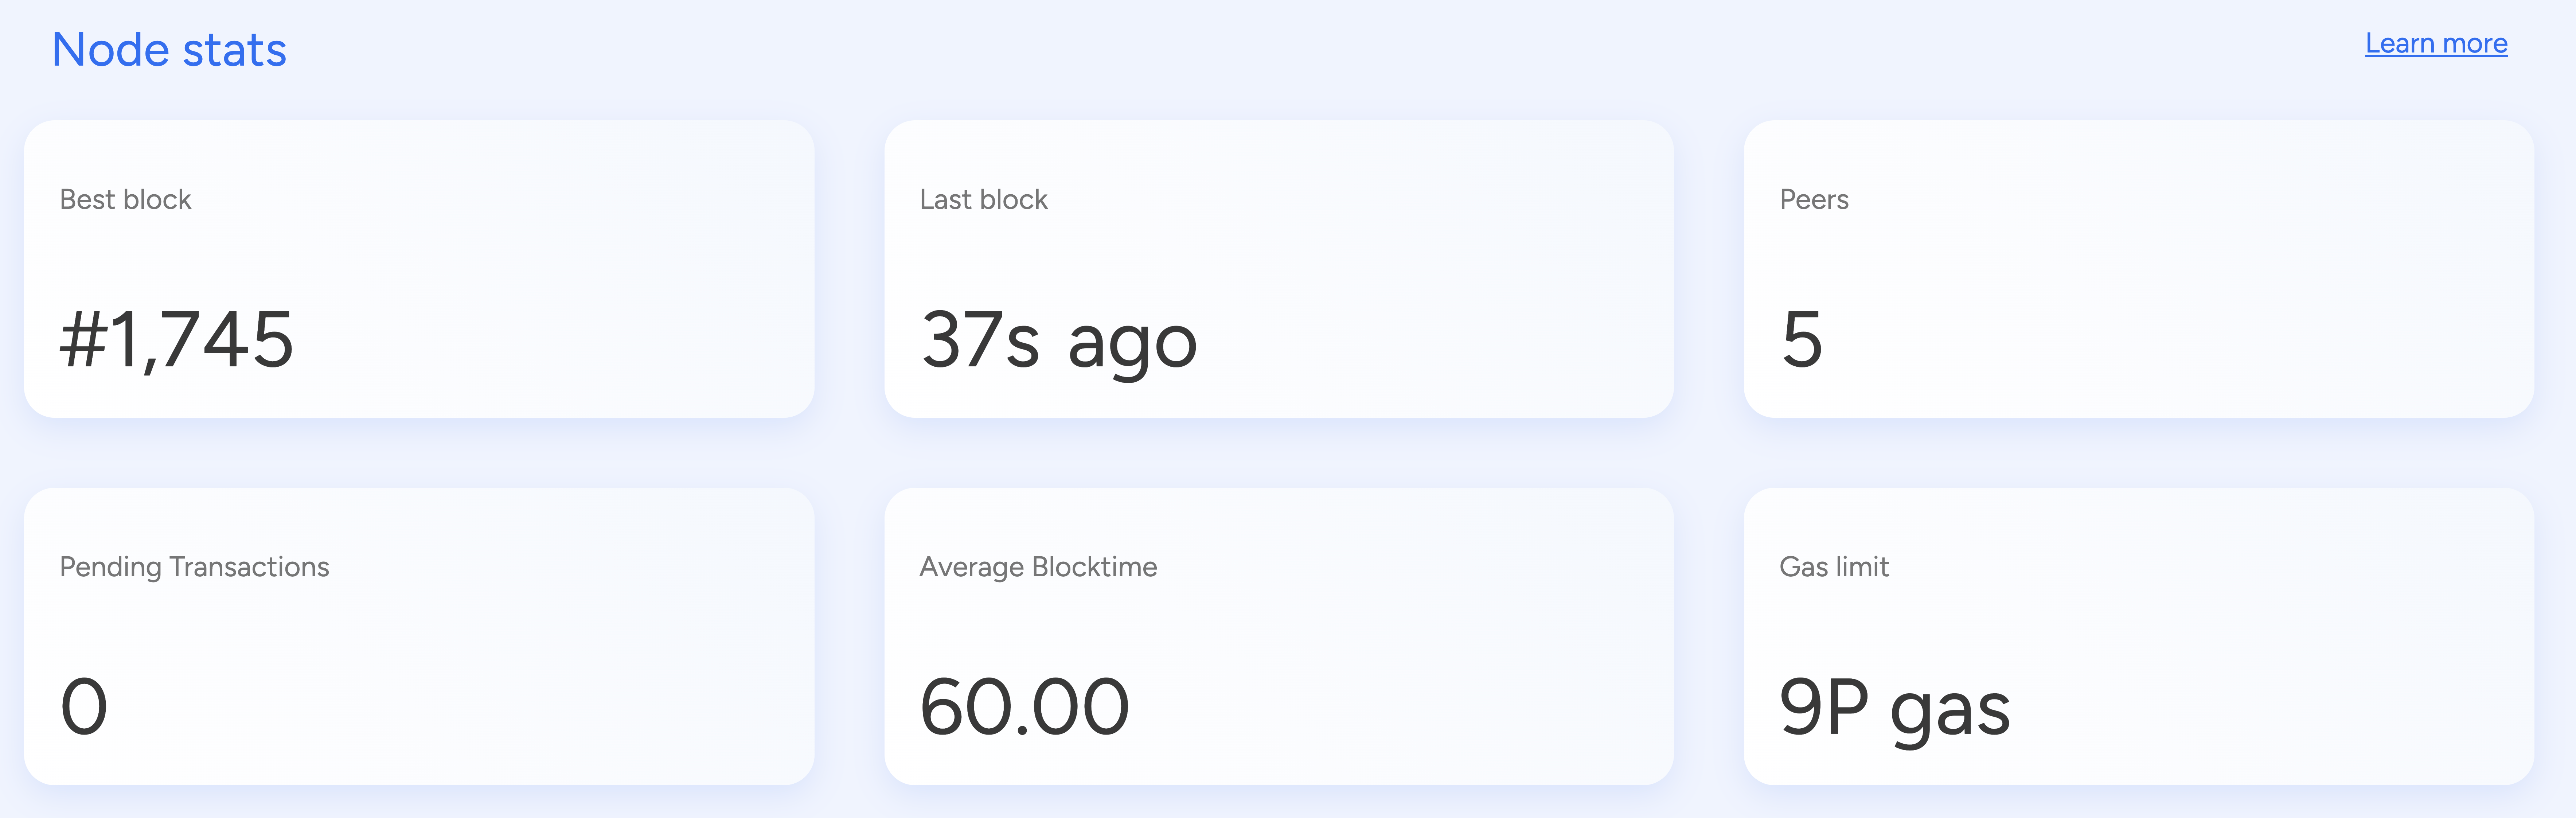 Node stats
Learn more
Best block
#1,745
Last block
37s ago
Peers
5
Pending Transactions
0
Average Blocktime
60.00
Gas limit
9P gas